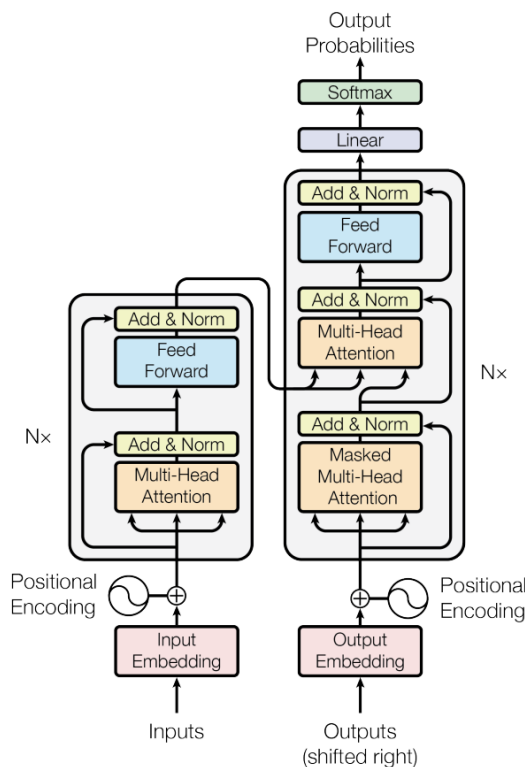 Output
Probabilities
Softmax
Linear
Add & Norm
Feed
Forward
Add & Norm
Multi-Head
Attention
Add & Norm
Masked
Multi-Head
Attention
N×
Positional
Encoding
Output
Embedding
Outputs
(shifted right)
Add & Norm
Feed
Forward
Add & Norm
Multi-Head
Attention
N×
Positional
Encoding
Input
Embedding
Inputs